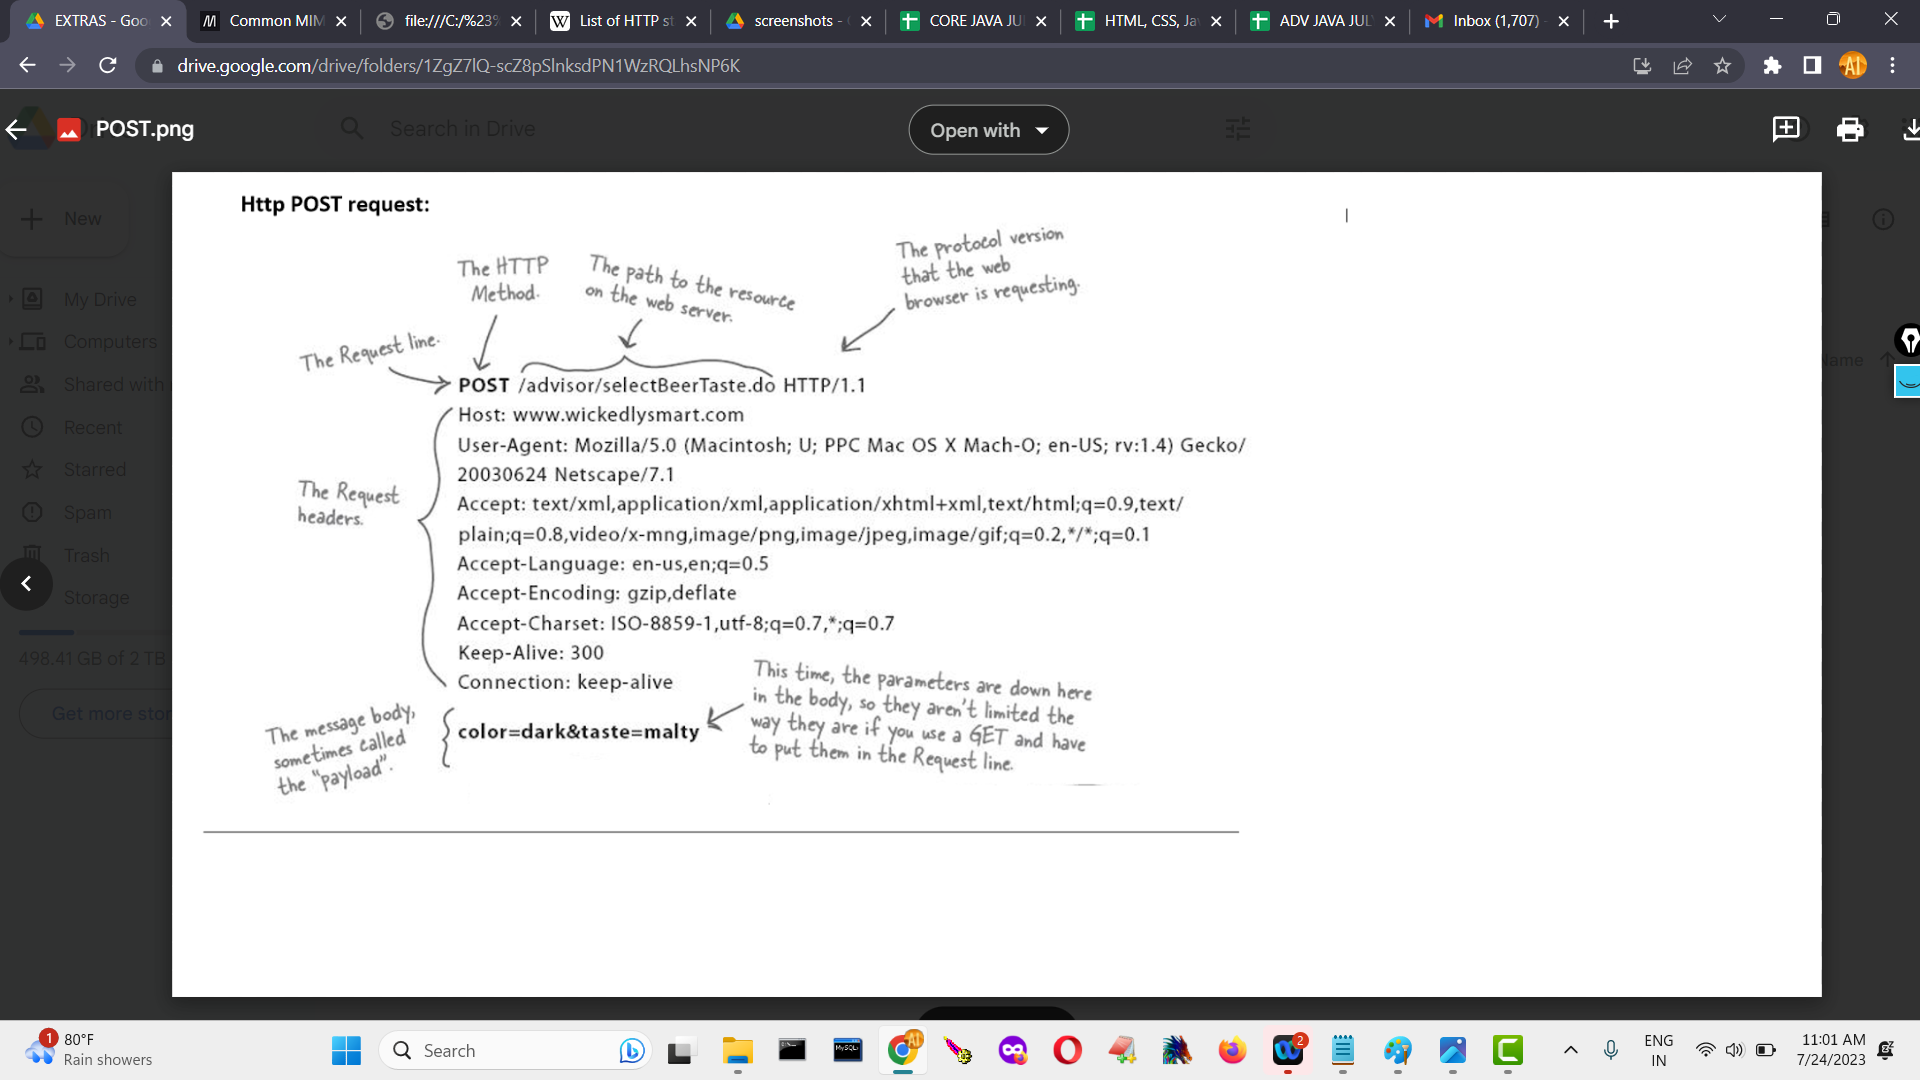 EXTRAS - Goo
Common MIM
file:///C:/%23%
List of HTTP st
screenshots -
CORE JAVA JU
HTML, CSS, Ja
ADV JAVA JUL
Inbox (1,707) -
drive.google.com/drive/folders/1ZgZ7lQ-scZ8pSlnksdPN1WzRQLhsNP6K
POST.png
Search in Drive
Open with
New
My Drive
Computers
Shared with
Recent
Starred
Spam
Trash
Storage
498.41 GB of 2 TB
Get more stor
Name
Http POST request:
The HTTP
Method.
The path to the resource
on the web server.
The protocol version
that the web
browser is requesting.
The Request line.
POST /advisor/selectBeerTaste.do HTTP/1.1
Host: www.wickedlysmart.com
User-Agent: Mozilla/5.0 (Macintosh; U; PPC Mac OS X Mach-O; en-US; rv:1.4) Gecko/
20030624 Netscape/7.1
The Request
headers.
Accept: text/xml,application/xml,application/xhtml+xml,text/html;q=0.9,text/
plain;q=0.8,video/x-mng,image/png,image/jpeg,image/gif;q=0.2,*/*;q=0.1
Accept-Language: en-us,en;q=0.5
Accept-Encoding: gzip,deflate
Accept-Charset: ISO-8859-1,utf-8;q=0.7,*;q=0.7
Keep-Alive: 300
Connection: keep-alive
The message body,
sometimes called
the "payload".
color=dark&taste=malty
This time, the parameters are down here
in the body, so they aren't limited the
way they are if you use a GET and have
to put them in the Request line.
1
80°F
Rain showers
Search
MySQL
AI
2
ENG
IN
11:01 AM
7/24/2023